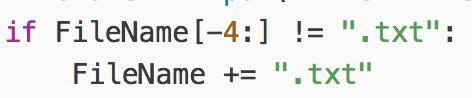 if FileName[-4:] != ".txt":
    FileName += ".txt"